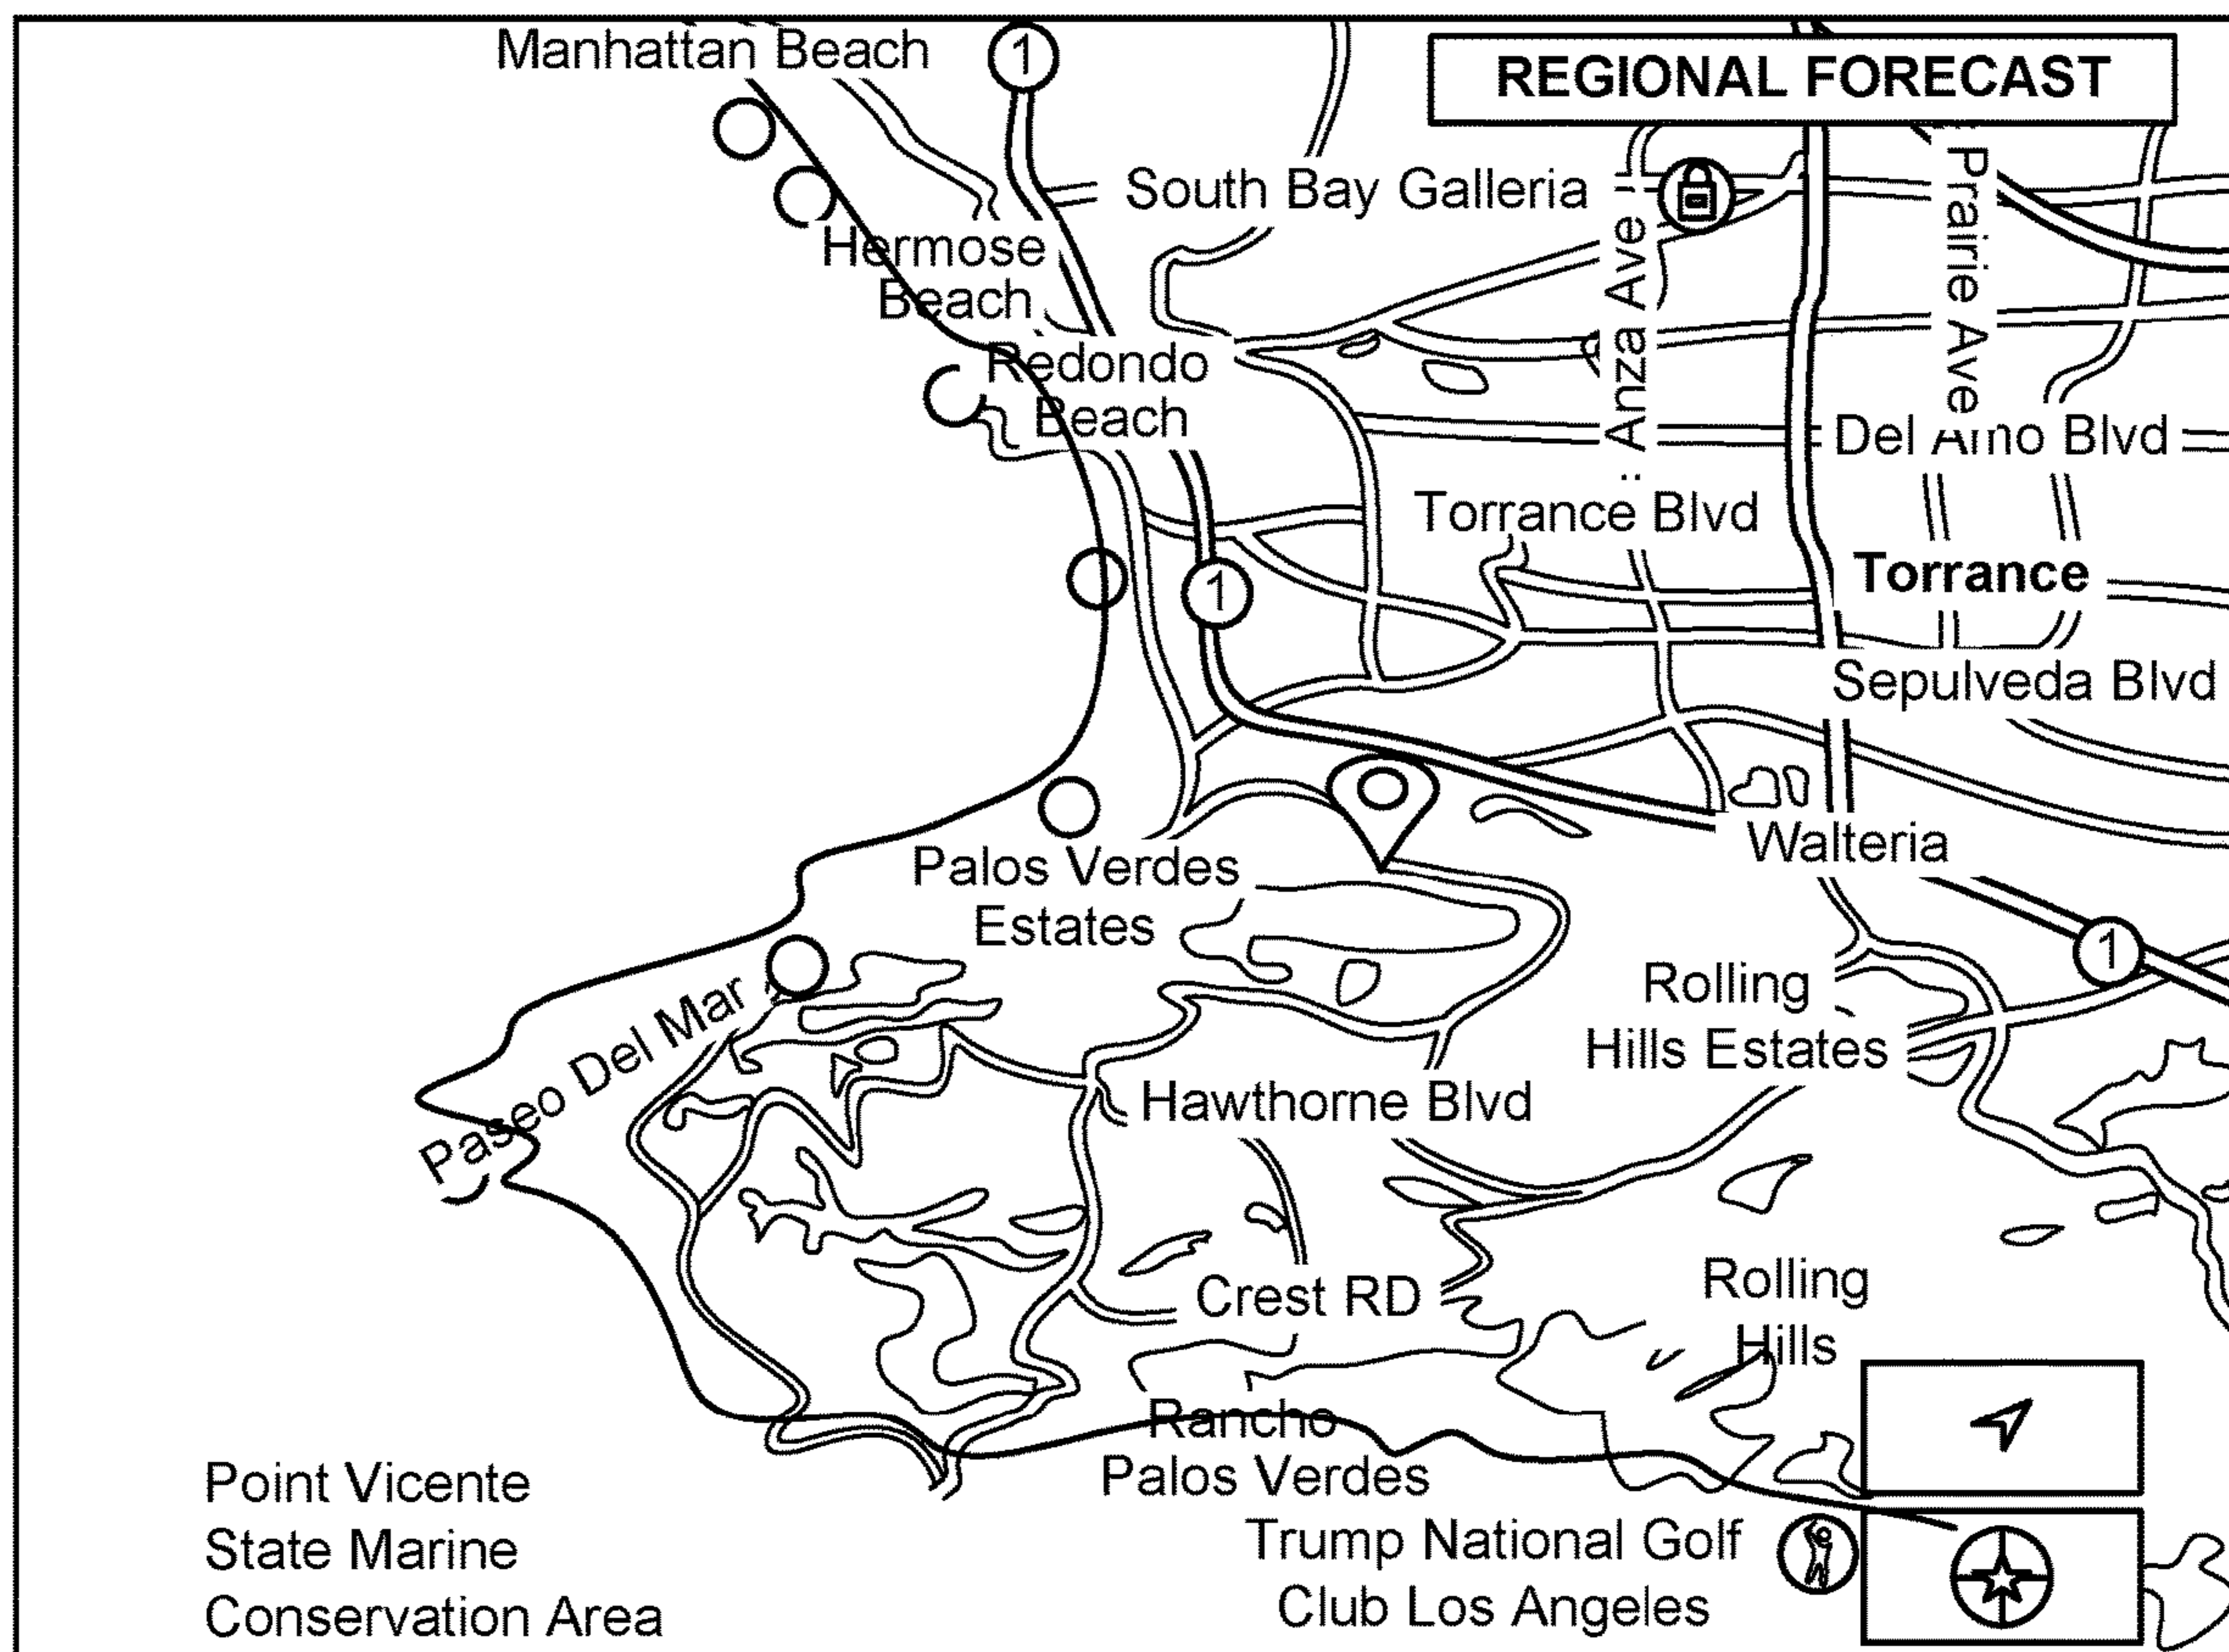 Manhattan Beach
1
REGIONAL FORECAST
South Bay Galleria
Prairie Ave
Anza Ave
Hermose
Beach
Redondo
Beach
Del Amo Blvd
Torrance Blvd
1
Torrance
Sepulveda Blvd
Walteria
Palos Verdes
Estates
1
Rolling
Hills Estates
Paseo Del Mar
Hawthorne Blvd
Crest RD
Rolling
Hills
Rancho
Palos Verdes
Point Vicente
State Marine
Conservation Area
Trump National Golf
Club Los Angeles